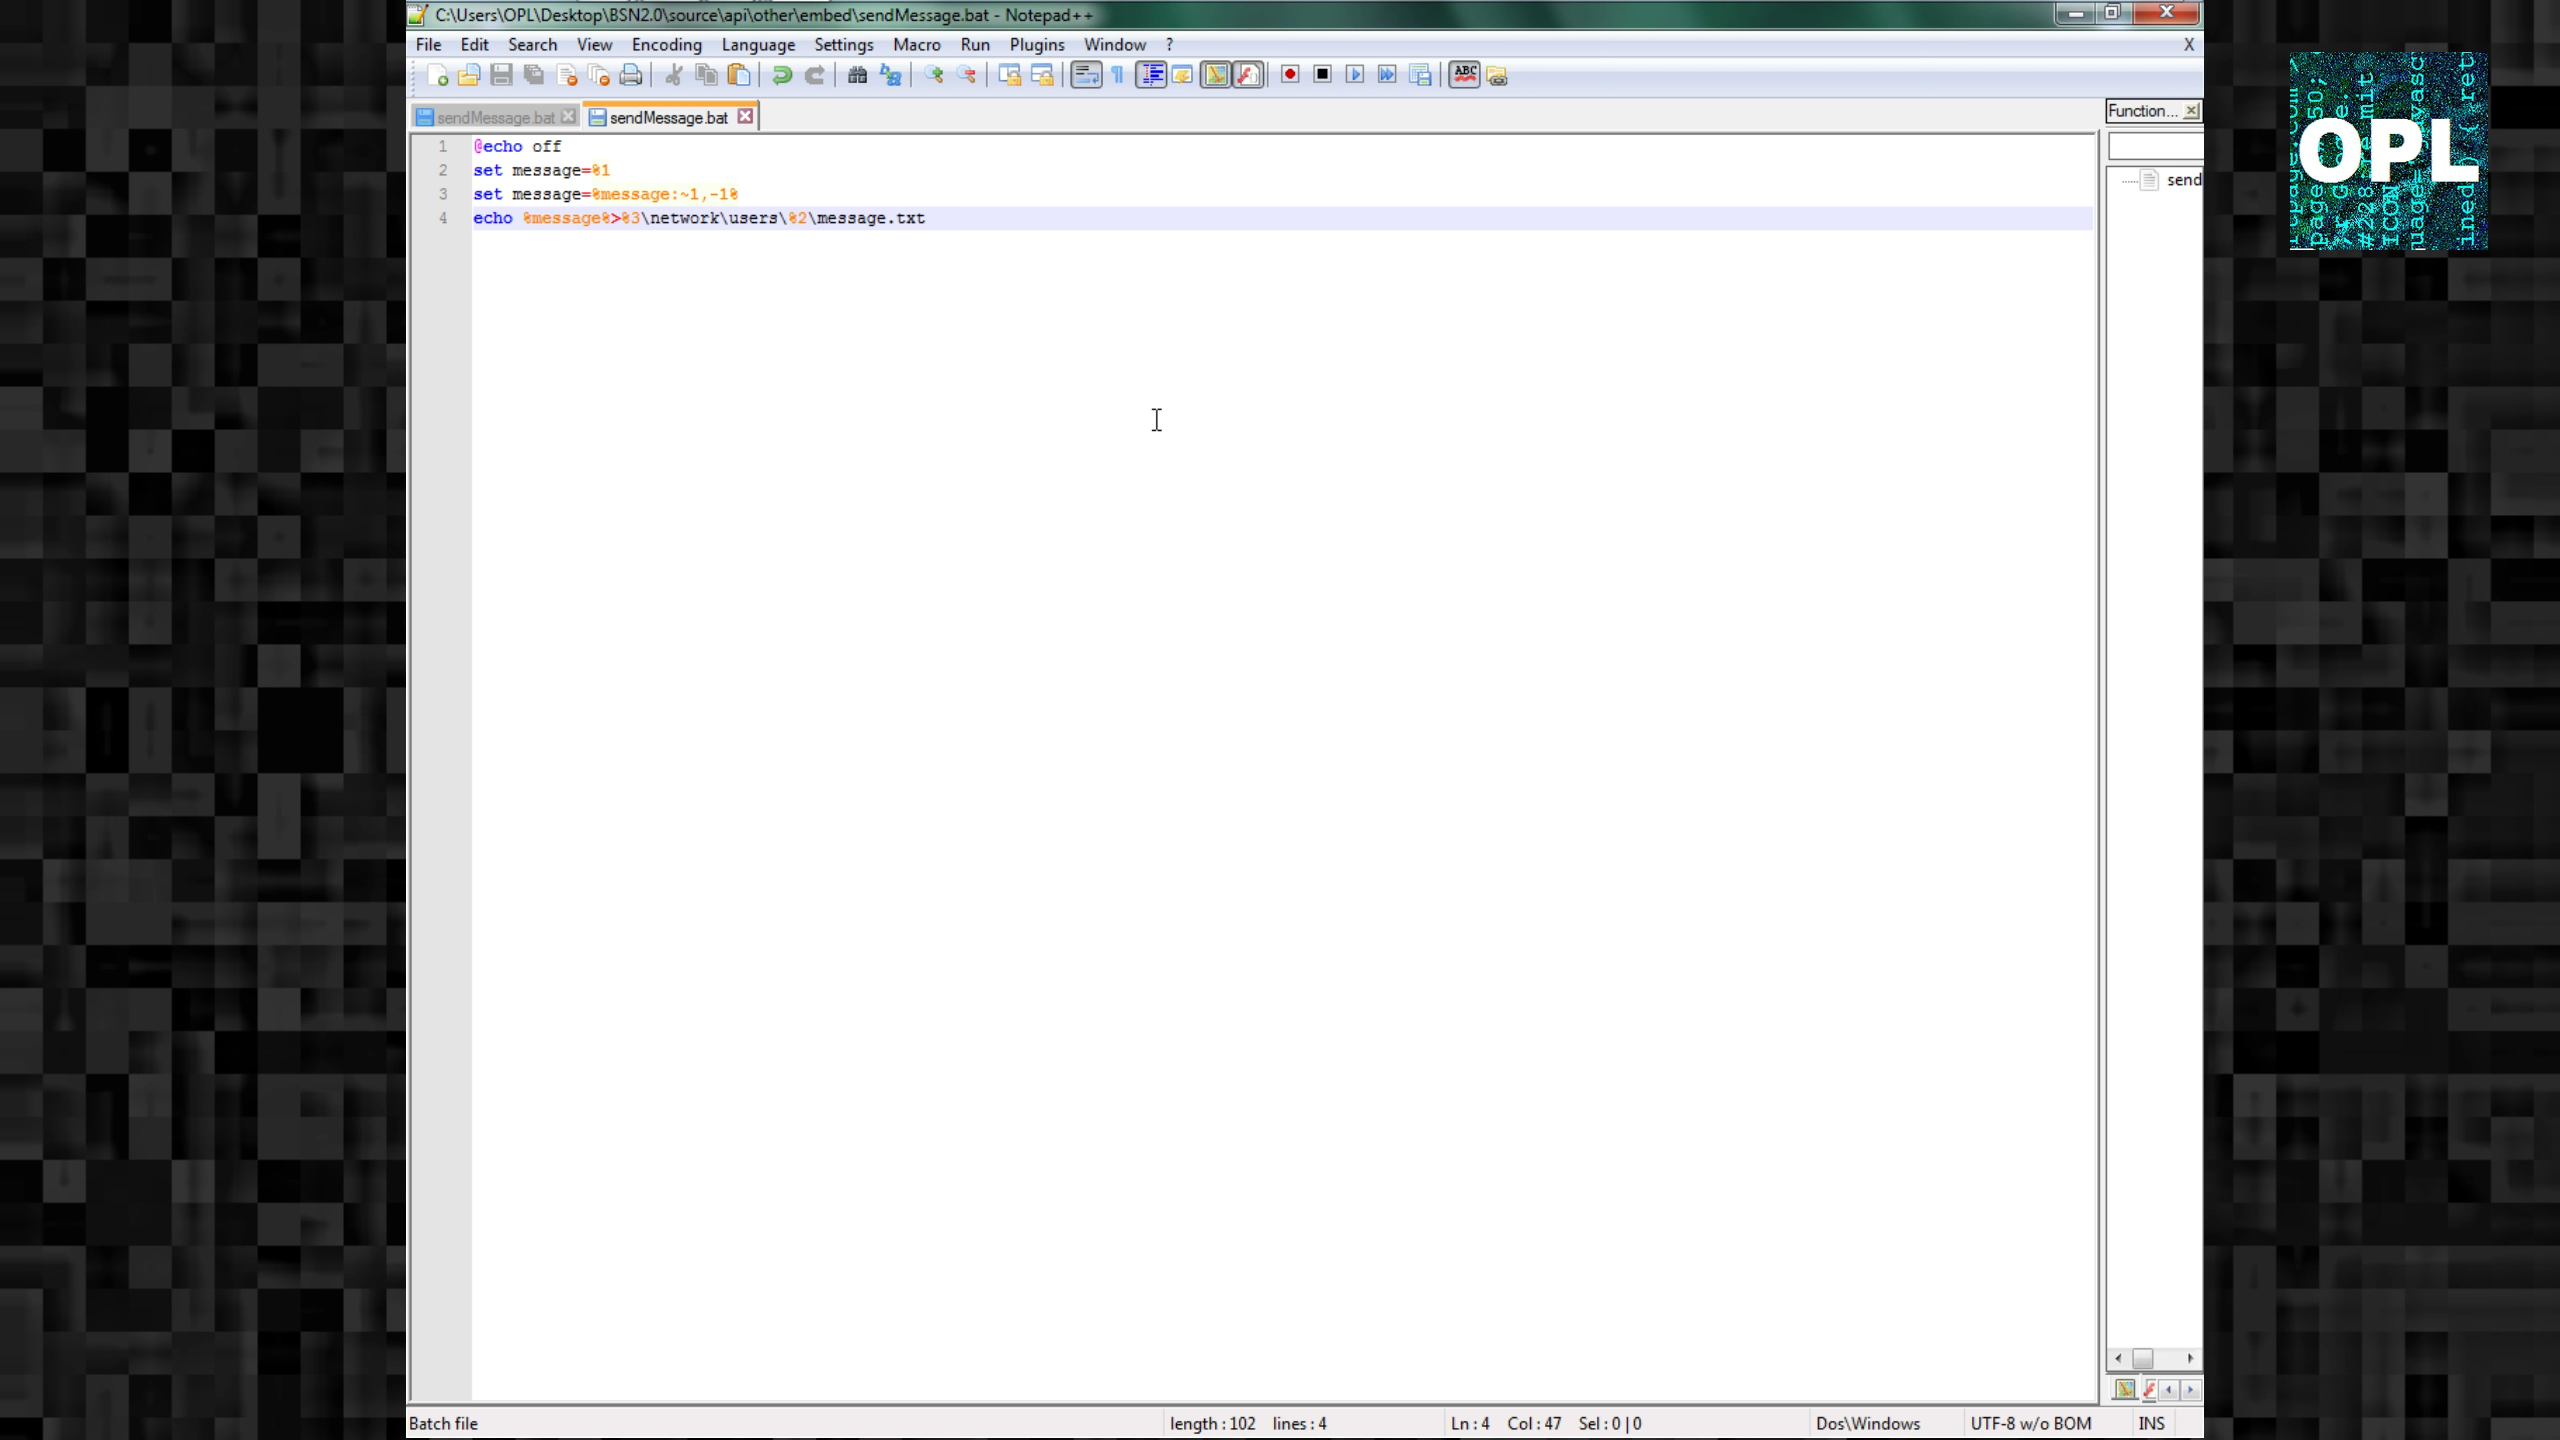 C:\Users\OPL\Desktop\BSN2.0\source\api\other\embed\sendMessage.bat - Notepad++
File Edit Search View Encoding Language Settings Macro Run Plugins Window ?
X
ABC
sendMessage.bat sendMessage.bat
Function...
send
1 @echo off
2 set message=%1
3 set message=%message:~1,-1%
4 echo %message%>%3\network\users\%2\message.txt
OPL
Batch file length : 102 lines : 4 Ln : 4 Col : 47 Sel : 0 | 0 Dos\Windows UTF-8 w/o BOM INS